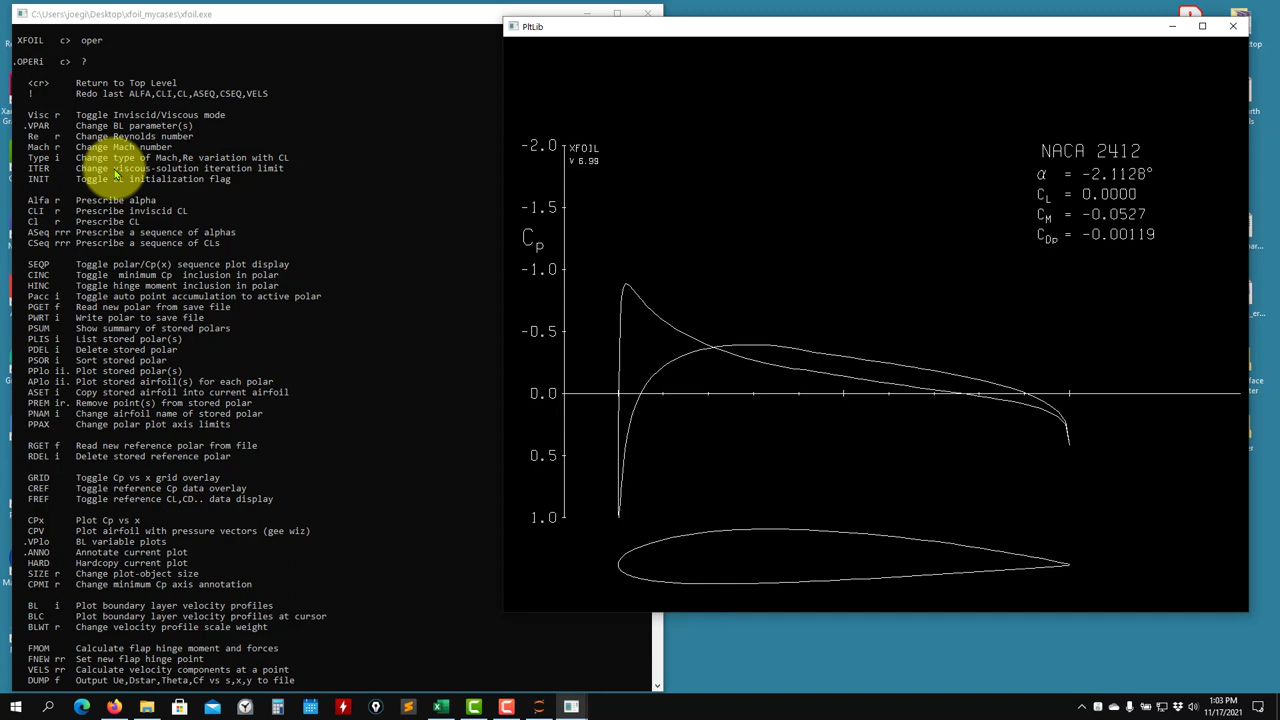 C:\Users\joegi\Desktop\xfoil_mycases\xfoil.exe
XFOIL   c>  oper
.OPERi   c>  ?
<cr>     Return to Top Level
!        Redo last ALFA,CLI,CL,ASEQ,CSEQ,VELS
Visc r   Toggle Inviscid/Viscous mode
.VPAR     Change BL parameter(s)
Re   r   Change Reynolds number
Mach r   Change Mach number
Type i   Change type of Mach,Re variation with CL
ITER     Change viscous-solution iteration limit
INIT     Toggle BL initialization flag
Alfa r   Prescribe alpha
CLI  r   Prescribe inviscid CL
Cl   r   Prescribe CL
ASeq rrr Prescribe a sequence of alphas
CSeq rrr Prescribe a sequence of CLs
SEQP     Toggle polar/Cp(x) sequence plot display
CINC     Toggle  minimum Cp  inclusion in polar
HINC     Toggle hinge moment inclusion in polar
Pacc i   Toggle auto point accumulation to active polar
PGET f   Read new polar from save file
PWRT i   Write polar to save file
PSUM     Show summary of stored polars
PLIS i   List stored polar(s)
PDEL i   Delete stored polar
PSOR i   Sort stored polar
PPlo ii. Plot stored polar(s)
APlo ii. Plot stored airfoil(s) for each polar
ASET i   Copy stored airfoil into current airfoil
PREM ir. Remove point(s) from stored polar
PNAM i   Change airfoil name of stored polar
PPAX     Change polar plot axis limits
RGET f   Read new reference polar from file
RDEL i   Delete stored reference polar
GRID     Toggle Cp vs x grid overlay
CREF     Toggle reference Cp data overlay
FREF     Toggle reference CL,CD.. data display
CPx      Plot Cp vs x
CPV      Plot airfoil with pressure vectors (gee wiz)
.VPlo     BL variable plots
.ANNO     Annotate current plot
HARD     Hardcopy current plot
SIZE r   Change plot-object size
CPMI r   Change minimum Cp axis annotation
BL   i   Plot boundary layer velocity profiles
BLC      Plot boundary layer velocity profiles at cursor
BLWT r   Change velocity profile scale weight
FMOM     Calculate flap hinge moment and forces
FNEW rr  Set new flap hinge point
VELS rr  Calculate velocity components at a point
DUMP f   Output Ue,Dstar,Theta,Cf vs s,x,y to file
PltLib
XFOIL
V 6.99
-2.0
-1.5
Cp
-1.0
-0.5
0.0
0.5
1.0
NACA 2412
α = -2.1128°
CL = 0.0000
CM = -0.0527
CDp = -0.00119
1:03 PM
11/17/2021